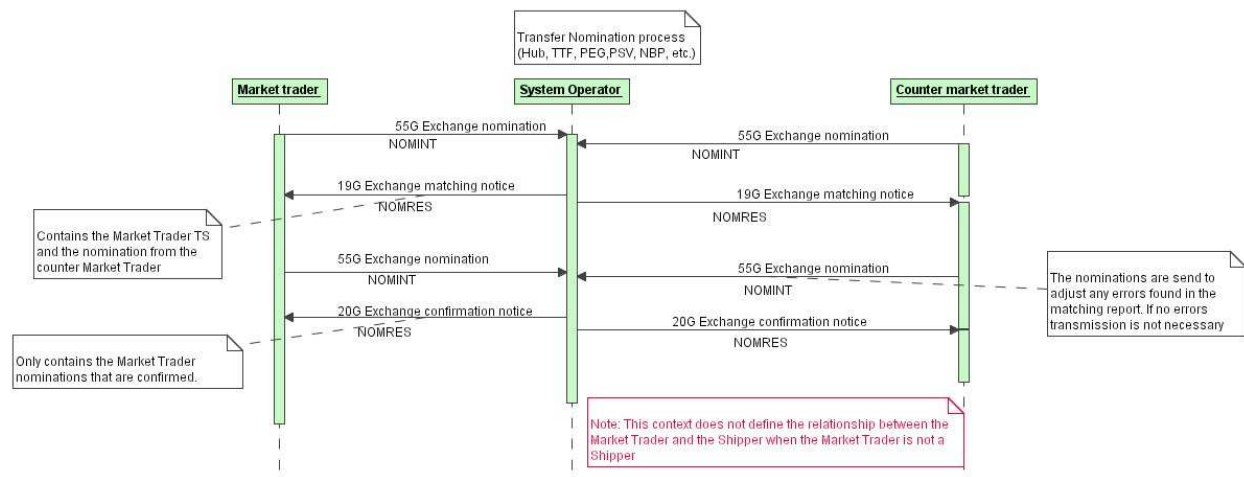 Transfer Nomination process
(Hub, TTF, PEG,PSV, NBP, etc.)
Market trader
System Operator
Counter market trader
55G Exchange nomination
NOMINT
55G Exchange nomination
NOMINT
19G Exchange matching notice
NOMRES
19G Exchange matching notice
NOMRES
Contains the Market Trader TS
and the nomination from the
counter Market Trader
55G Exchange nomination
NOMINT
55G Exchange nomination
NOMINT
The nominations are send to
adjust any errors found in the
matching report. If no errors
transmission is not necessary
20G Exchange confirmation notice
NOMRES
20G Exchange confirmation notice
NOMRES
Only contains the Market Trader
nominations that are confirmed.
Note: This context does not define the relationship between the
Market Trader and the Shipper when the Market Trader is not a
Shipper